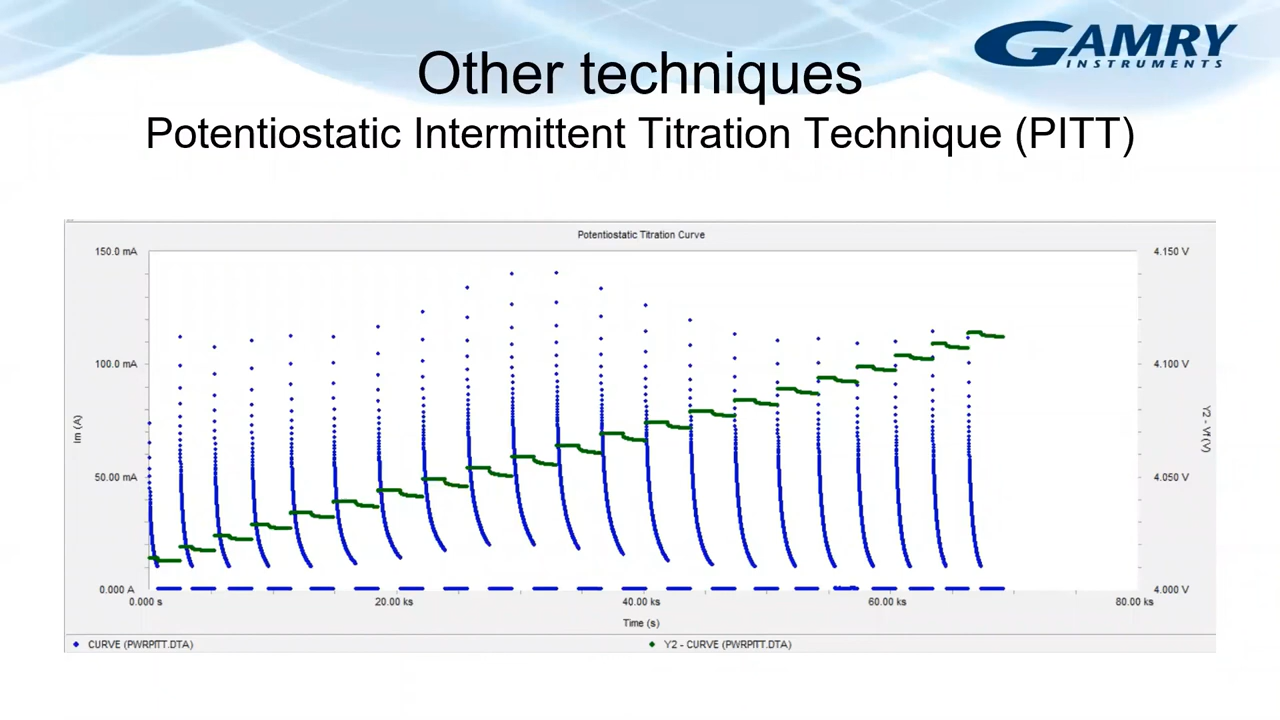 GAMRY
INSTRUMENTS
Other techniques
Potentiostatic Intermittent Titration Technique (PITT)
Potentiostatic Titration Curve
150.0 mA
100.0 mA
50.00 mA
0.000 A
Im (A)
4.150 V
4.100 V
4.050 V
4.000 V
Y2 - Vf (V)
0.000 s
20.00 ks
40.00 ks
60.00 ks
80.00 ks
Time (s)
CURVE (PWRPITT.DTA)
Y2 - CURVE (PWRPITT.DTA)